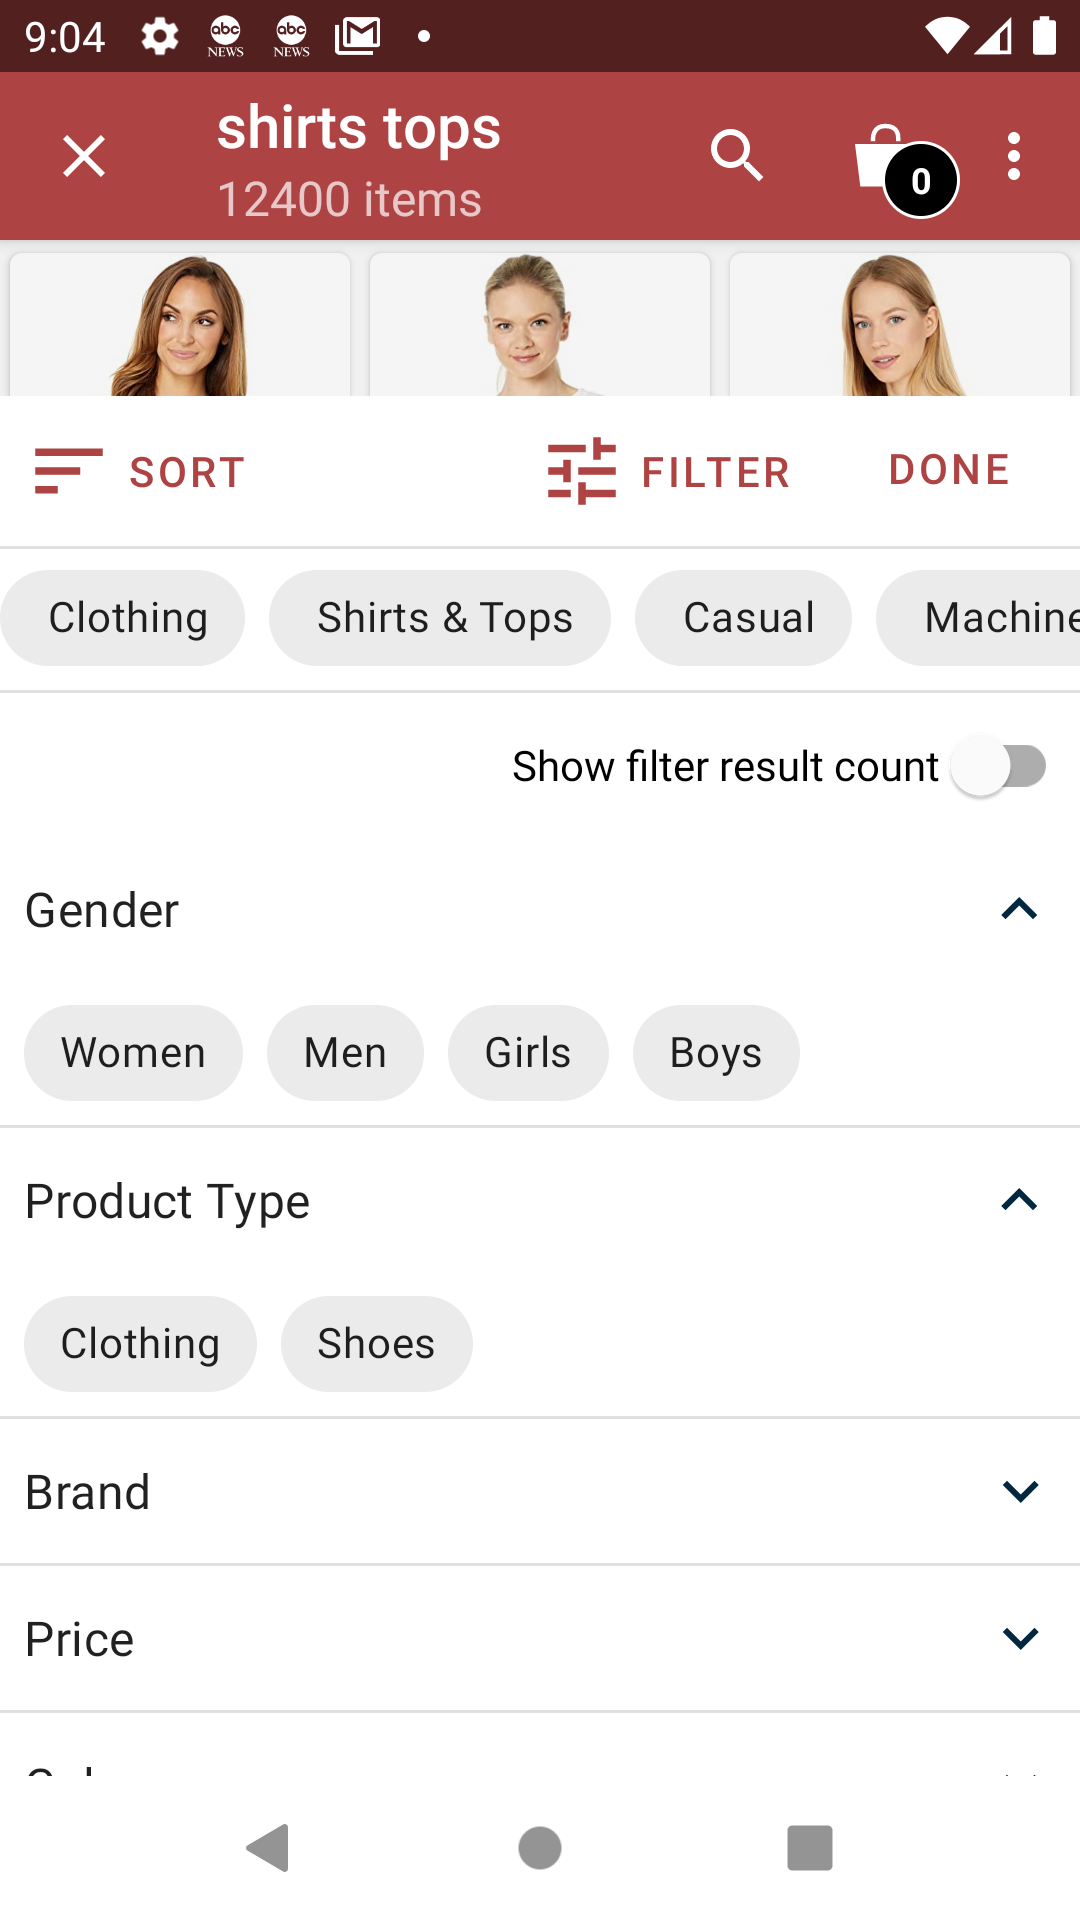 9:04
abc NEWS
abc NEWS
shirts tops
12400 items
0
SORT
FILTER
DONE
Clothing
Shirts & Tops
Casual
Machine
Show filter result count
Gender
Women
Men
Girls
Boys
Product Type
Clothing
Shoes
Brand
Price